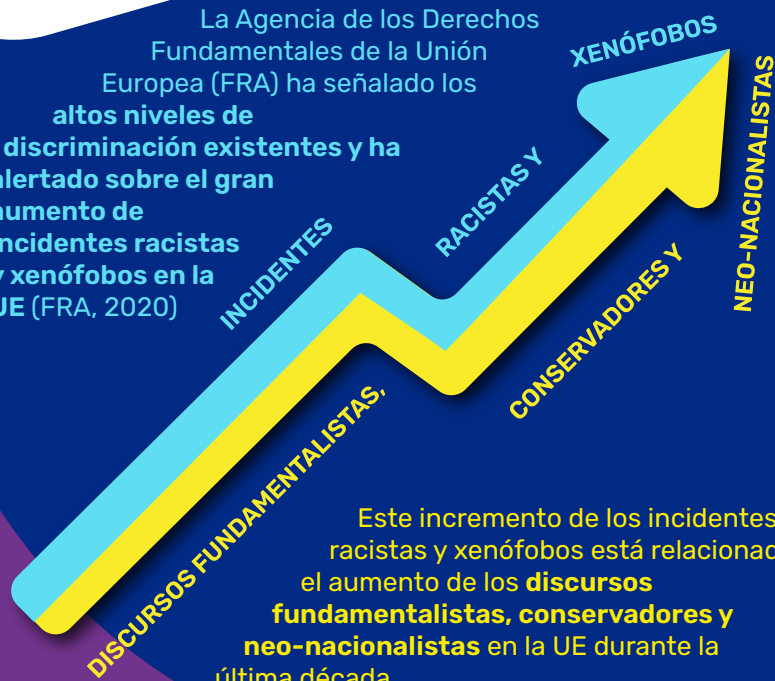 La Agencia de los Derechos
Fundamentales de la Unión
Europea (FRA) ha señalado los
altos niveles de
discriminación existentes y ha
alertado sobre el gran
aumento de
incidentes racistas
y xenófobos en la
UE (FRA, 2020)
INCIDENTES
RACISTAS Y
XENÓFOBOS
DISCURSOS FUNDAMENTALISTAS,
CONSERVADORES Y
NEO-NACIONALISTAS
Este incremento de los incidentes
racistas y xenófobos está relacionad
el aumento de los discursos
fundamentalistas, conservadores y
neo-nacionalistas en la UE durante la
última década